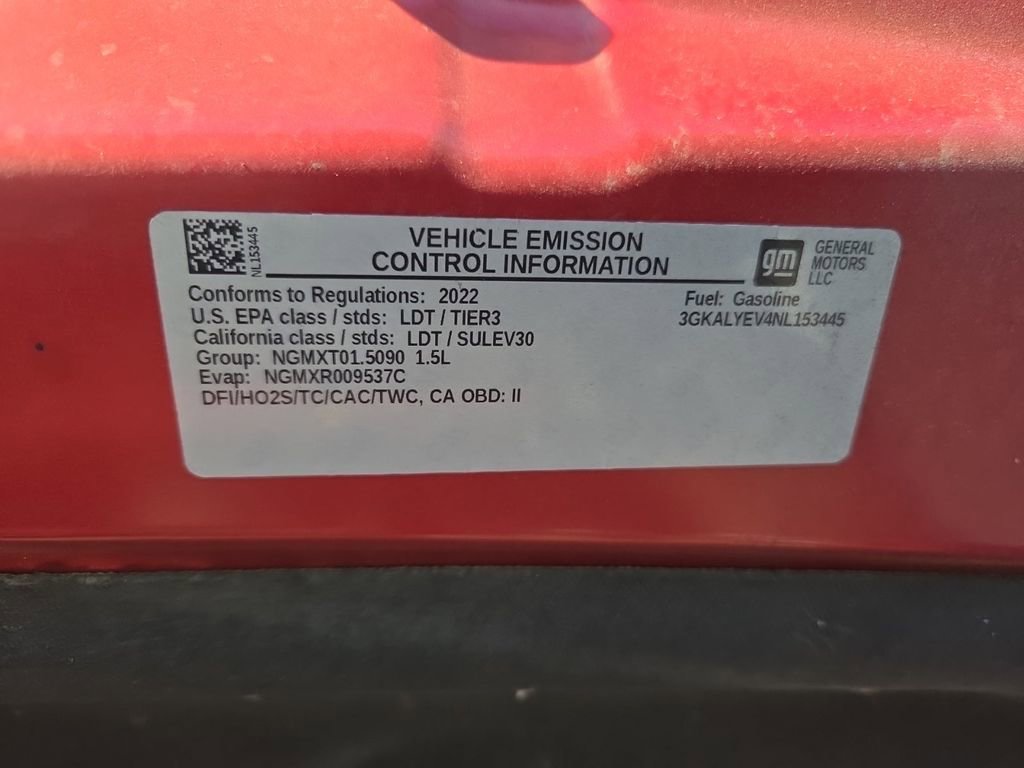 NL153445
VEHICLE EMISSION
CONTROL INFORMATION
gm
GENERAL
MOTORS
LLC
Conforms to Regulations: 2022
U.S. EPA class / stds: LDT / TIER3
California class / stds: LDT / SULEV30
Group: NGMXT01.5090 1.5L
Evap: NGMXR009537C
DFI/HO2S/TC/CAC/TWC, CA OBD: II
Fuel: Gasoline
3GKALYEV4NL153445